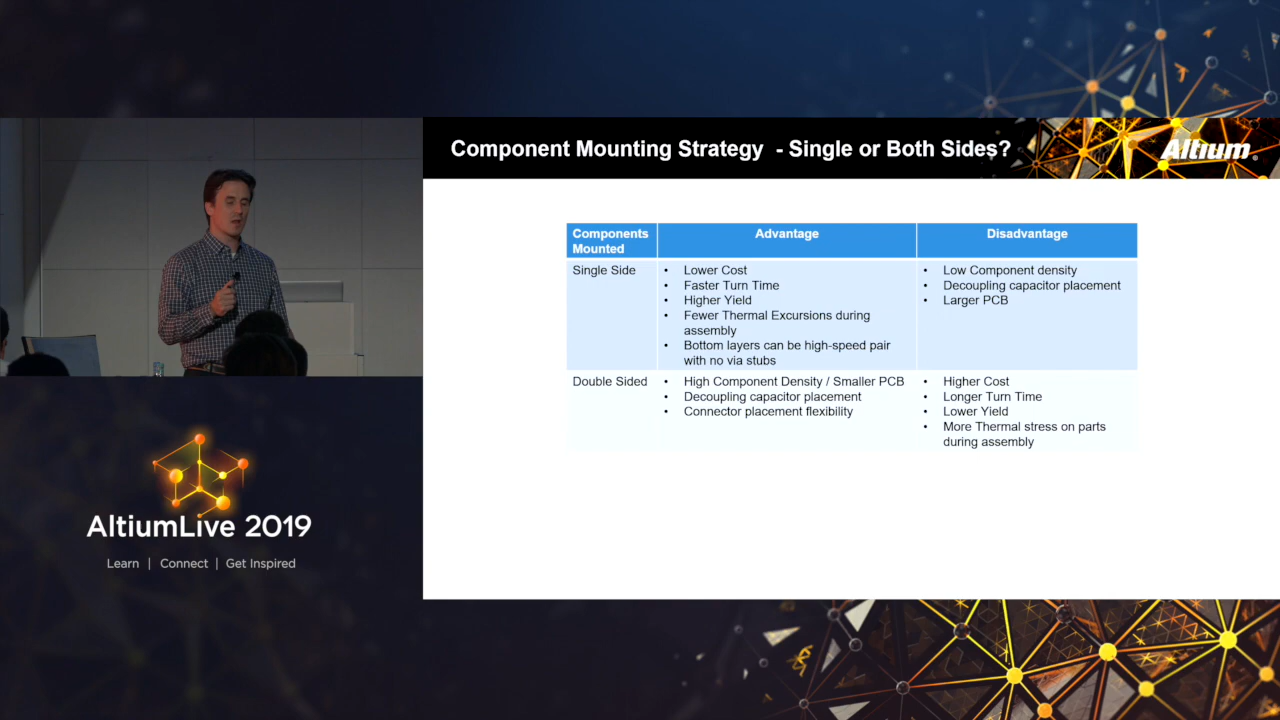 Component Mounting Strategy - Single or Both Sides?
Altium®
Components
Mounted
Advantage
Disadvantage
Single Side
• Lower Cost
• Faster Turn Time
• Higher Yield
• Fewer Thermal Excursions during
assembly
• Bottom layers can be high-speed pair
with no via stubs
• Low Component density
• Decoupling capacitor placement
• Larger PCB
Double Sided
• High Component Density / Smaller PCB
• Decoupling capacitor placement
• Connector placement flexibility
• Higher Cost
• Longer Turn Time
• Lower Yield
• More Thermal stress on parts
during assembly
AltiumLive 2019
Learn | Connect | Get Inspired